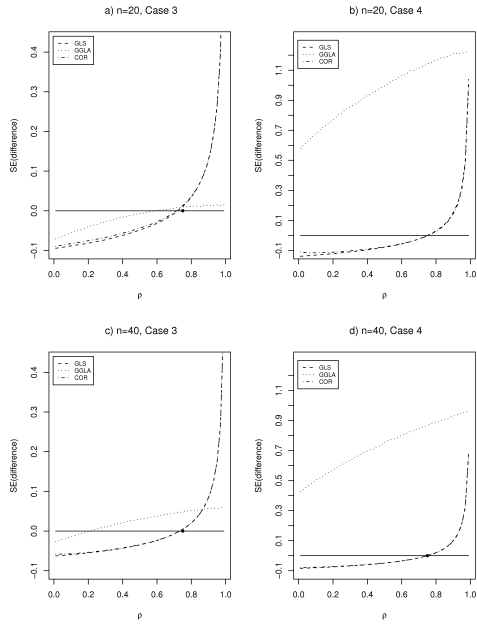 a) n=20, Case 3
b) n=20, Case 4
GLS
GGLA
COR
SE(difference)
-0.1 0.0 0.1 0.2 0.3 0.4
0.0 0.2 0.4 0.6 0.8 1.0
ρ
GLS
GGLA
COR
SE(difference)
-0.1 0.1 0.3 0.5 0.7 0.9 1.1
0.0 0.2 0.4 0.6 0.8 1.0
ρ
c) n=40, Case 3
d) n=40, Case 4
GLS
GGLA
COR
SE(difference)
-0.1 0.0 0.1 0.2 0.3 0.4
0.0 0.2 0.4 0.6 0.8 1.0
ρ
GLS
GGLA
COR
SE(difference)
-0.1 0.1 0.3 0.5 0.7 0.9 1.1
0.0 0.2 0.4 0.6 0.8 1.0
ρ